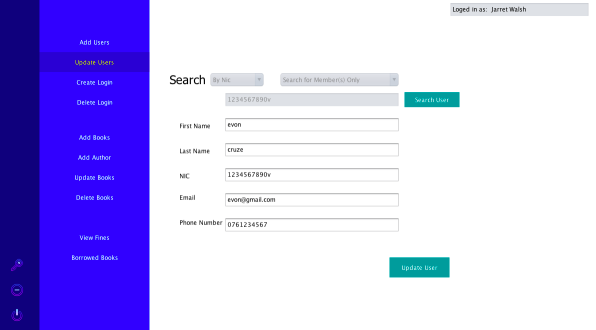 Loged in as: Jarret Walsh
Add Users
Update Users
Create Login
Delete Login
Add Books
Add Author
Update Books
Delete Books
View Fines
Borrowed Books
Search By Nic Search for Member(s) Only
1234567890v Search User
First Name evon
Last Name cruze
NIC 1234567890v
Email evon@gmail.com
Phone Number 0761234567
Update User